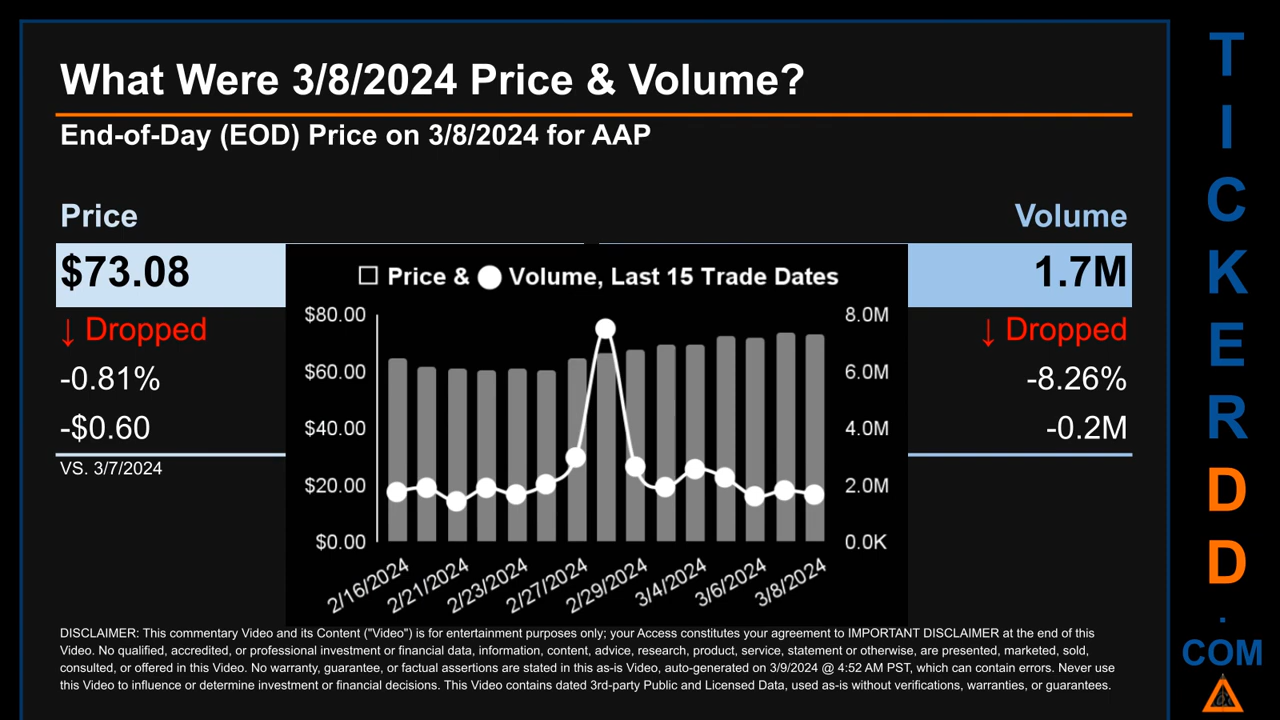 What Were 3/8/2024 Price & Volume?
End-of-Day (EOD) Price on 3/8/2024 for AAP
Price
Volume
$73.08
1.7M
↓ Dropped
↓ Dropped
-0.81%
-8.26%
-$0.60
-0.2M
VS. 3/7/2024
Price & Volume, Last 15 Trade Dates
$80.00
8.0M
$60.00
6.0M
$40.00
4.0M
$20.00
2.0M
$0.00
0.0K
2/16/2024
2/21/2024
2/23/2024
2/27/2024
2/29/2024
3/4/2024
3/6/2024
3/8/2024
DISCLAIMER: This commentary Video and its Content ("Video") is for entertainment purposes only; your Access constitutes your agreement to IMPORTANT DISCLAIMER at the end of this
Video. No qualified, accredited, or professional investment or financial data, information, content, advice, research, product, service, statement or otherwise, are presented, marketed, sold,
consulted, or offered in this Video. No warranty, guarantee, or factual assertions are stated in this as-is Video, auto-generated on 3/9/2024 @ 4:52 AM PST, which can contain errors. Never use
this Video to influence or determine investment or financial decisions. This Video contains dated 3rd-party Public and Licensed Data, used as-is without verifications, warranties, or guarantees.
T
I
C
K
E
R
D
D
.
COM